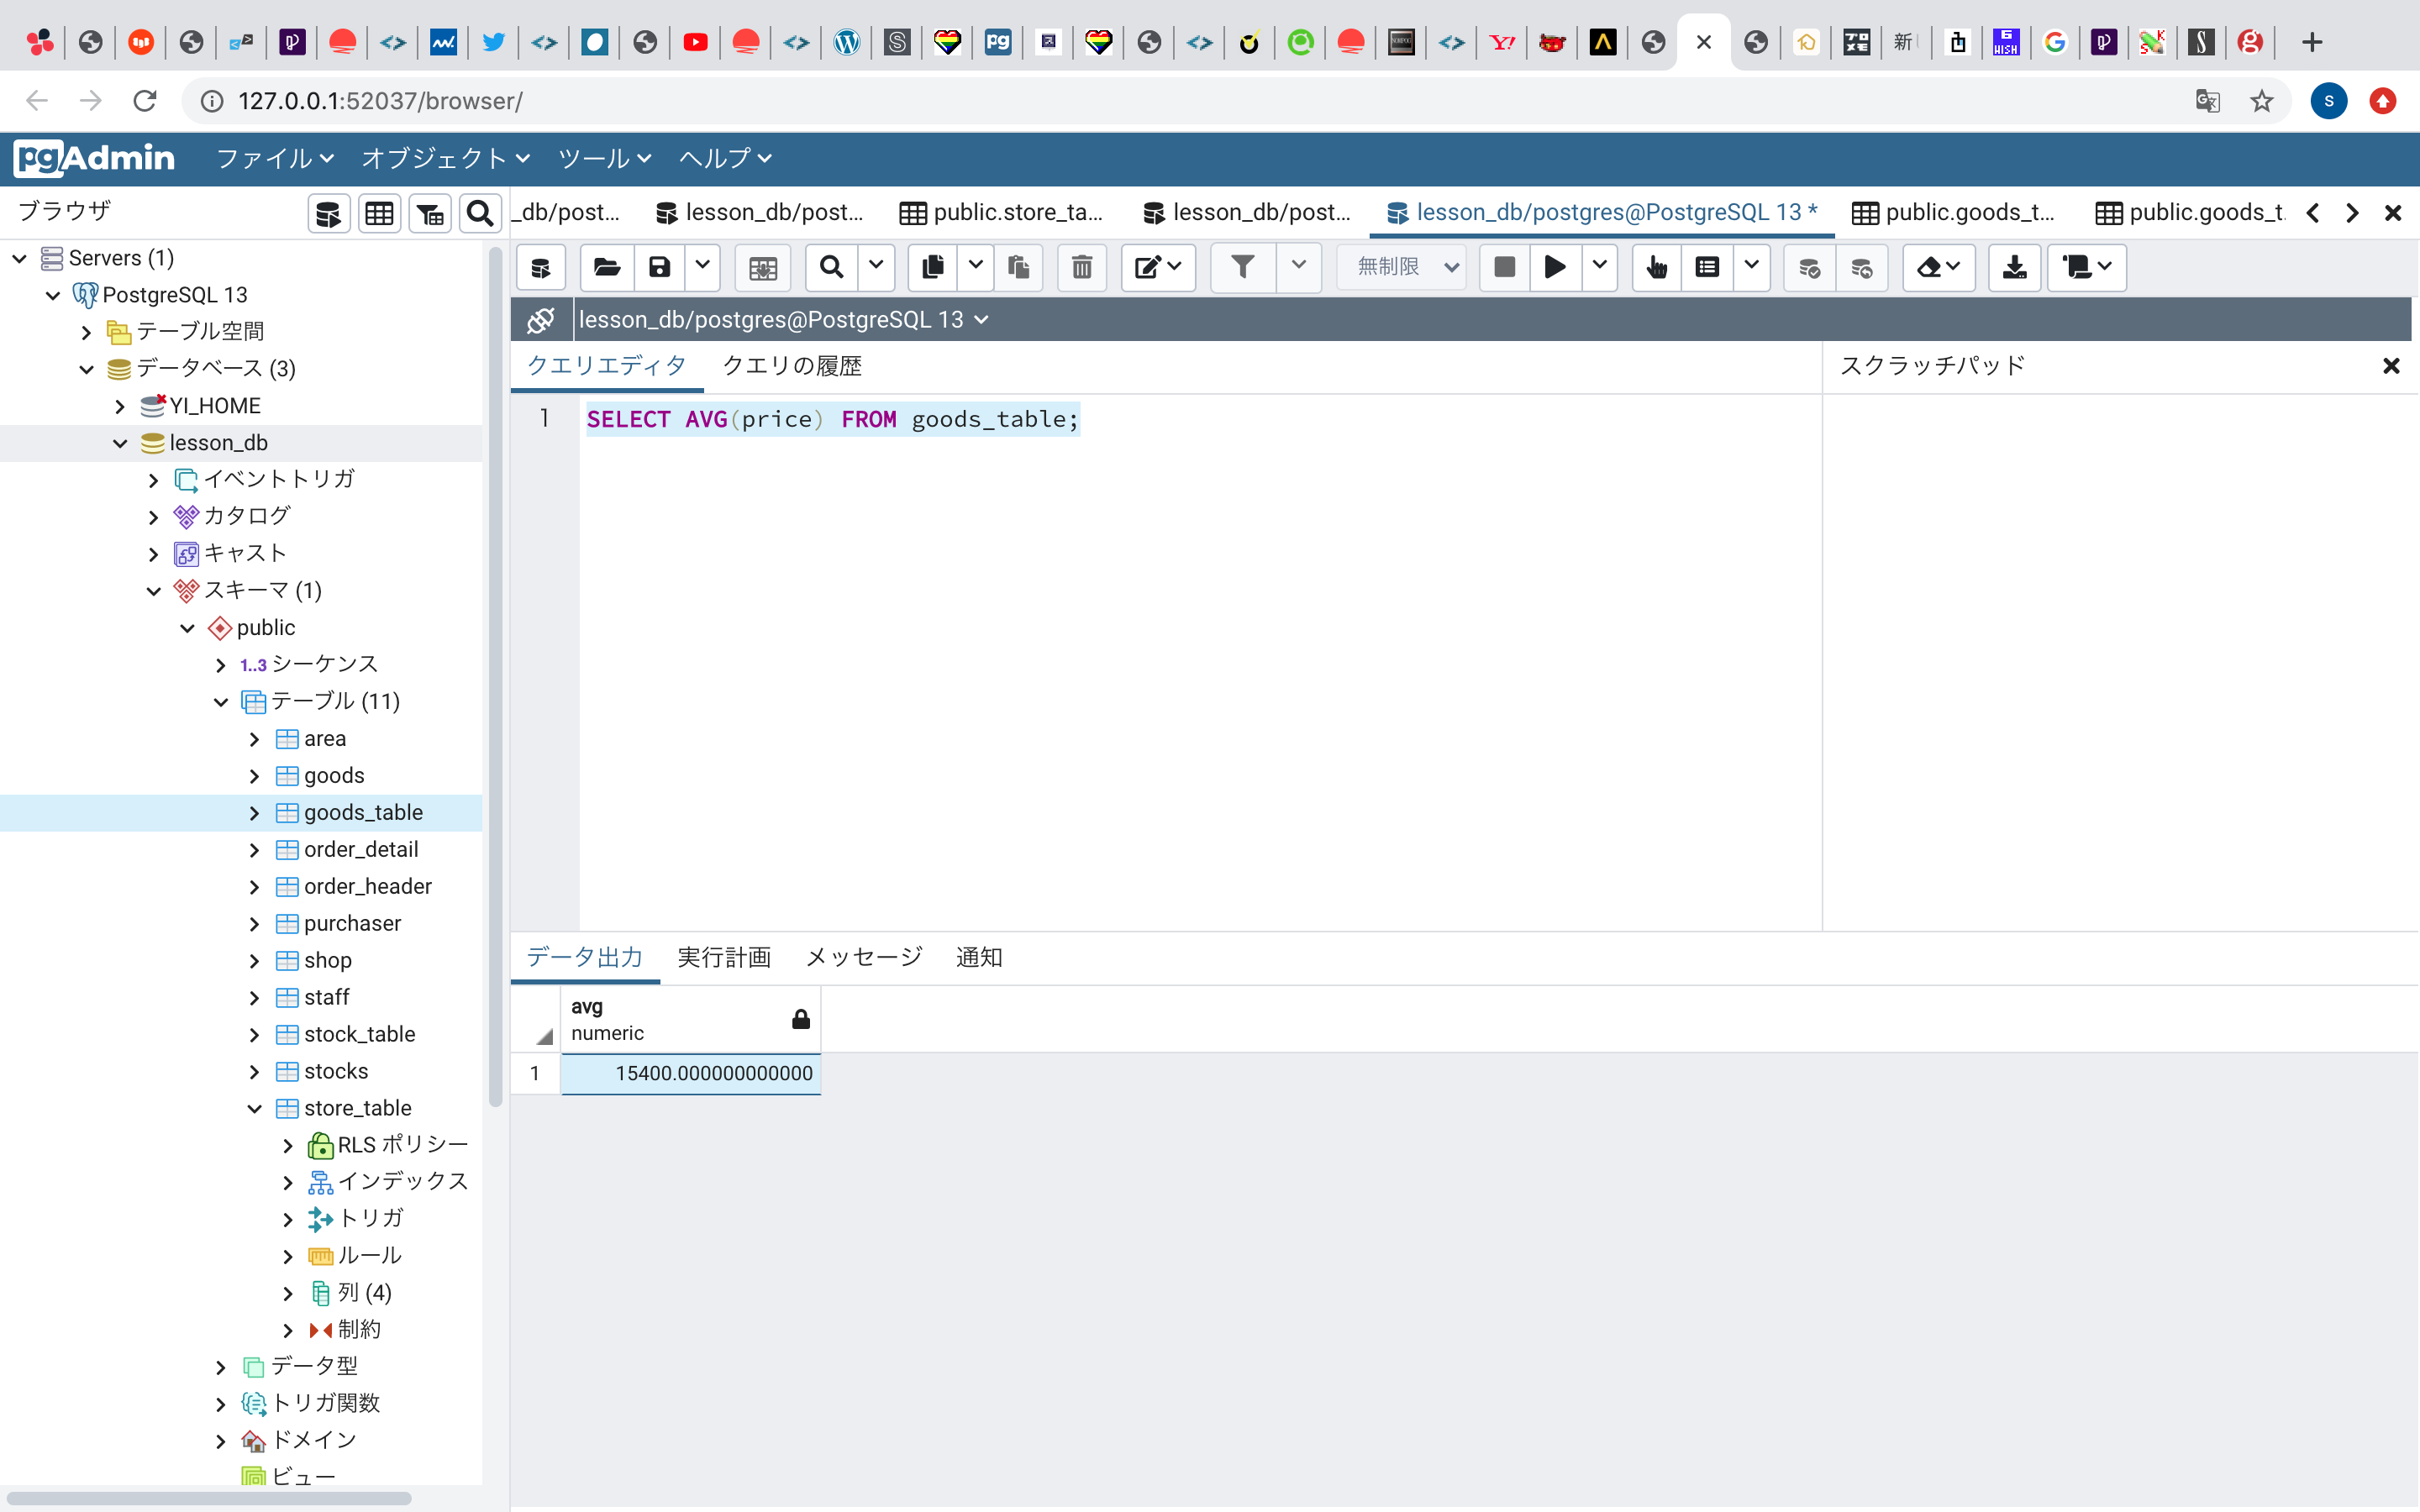 新
127.0.0.1:52037/browser/
S
pgAdmin ファイル オブジェクト ツール ヘルプ
ブラウザ
_db/post... lesson_db/post... public.store_ta... lesson_db/post... lesson_db/postgres@PostgreSQL 13 * public.goods_t... public.goods_t.
無制限
lesson_db/postgres@PostgreSQL 13
クエリエディタ クエリの履歴
スクラッチパッド
1 SELECT AVG(price) FROM goods_table;
Servers (1)
PostgreSQL 13
テーブル空間
データベース (3)
YI_HOME
lesson_db
イベントトリガ
カタログ
キャスト
スキーマ (1)
public
1..3 シーケンス
テーブル (11)
area
goods
goods_table
order_detail
order_header
purchaser
shop
staff
stock_table
stocks
store_table
RLS ポリシー
インデックス
トリガ
ルール
列 (4)
制約
データ型
トリガ関数
ドメイン
ビュー
データ出力 実行計画 メッセージ 通知
avg
numeric
1 15400.000000000000